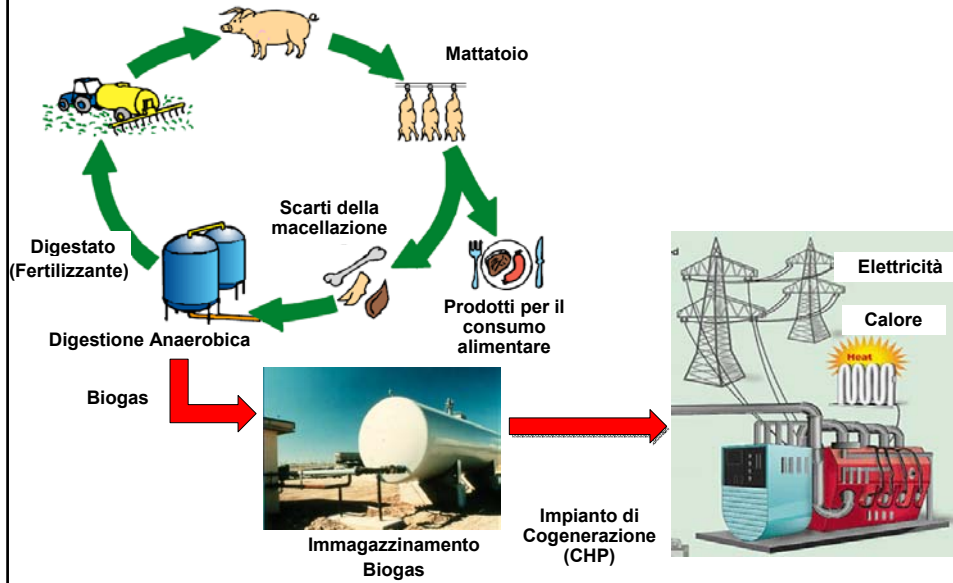 Mattatoio
Scarti della
macellazione
Digestato
(Fertilizzante)
Prodotti per il
consumo
alimentare
Digestione Anaerobica
Biogas
Immagazzinamento
Biogas
Impianto di
Cogenerazione
(CHP)
Elettricità
Calore
Heat